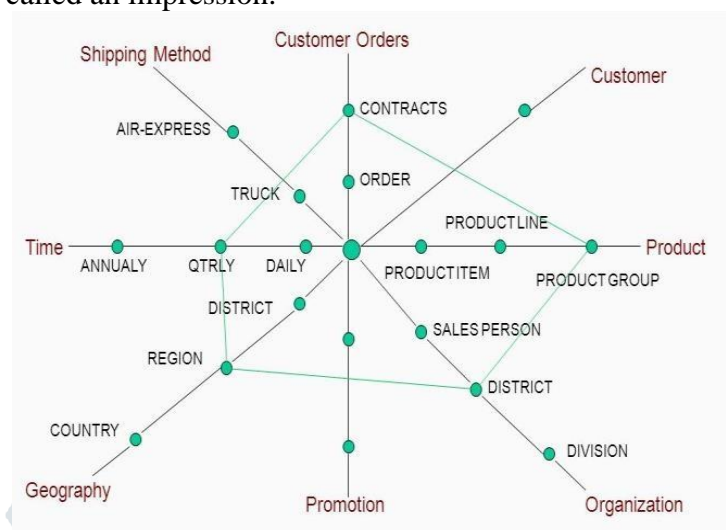 called an impression.
Customer Orders
Shipping Method
Customer
CONTRACTS
AIR-EXPRESS
ORDER
TRUCK
PRODUCT LINE
Time
Product
ANNUALY
QTRLY
DAILY
PRODUCT ITEM
PRODUCT GROUP
DISTRICT
SALES PERSON
REGION
DISTRICT
COUNTRY
DIVISION
Geography
Promotion
Organization